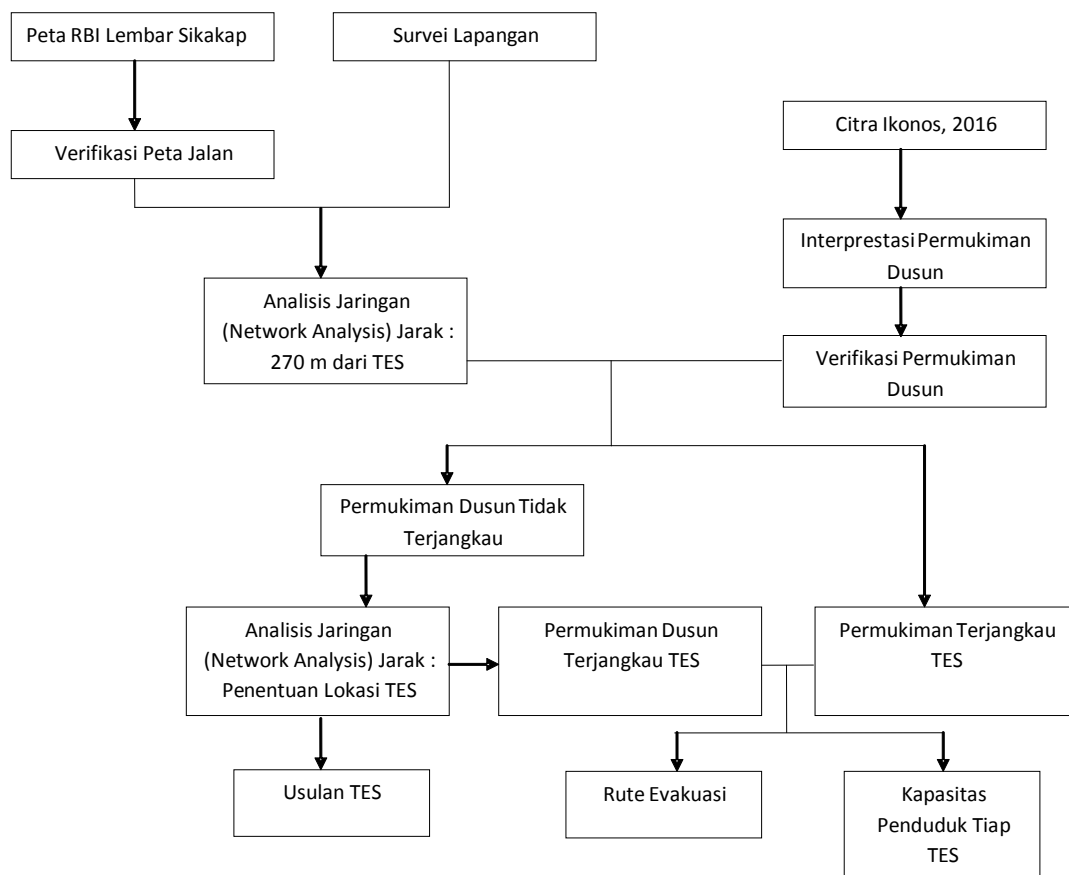 Peta RBI Lembar Sikakap
Survei Lapangan
Verifikasi Peta Jalan
Citra Ikonos, 2016
Interprestasi Permukiman
Dusun
Analisis Jaringan
(Network Analysis) Jarak :
270 m dari TES
Verifikasi Permukiman
Dusun
Permukiman Dusun Tidak
Terjangkau
Analisis Jaringan
(Network Analysis) Jarak :
Penentuan Lokasi TES
Permukiman Dusun
Terjangkau TES
Permukiman Terjangkau
TES
Usulan TES
Rute Evakuasi
Kapasitas
Penduduk Tiap
TES